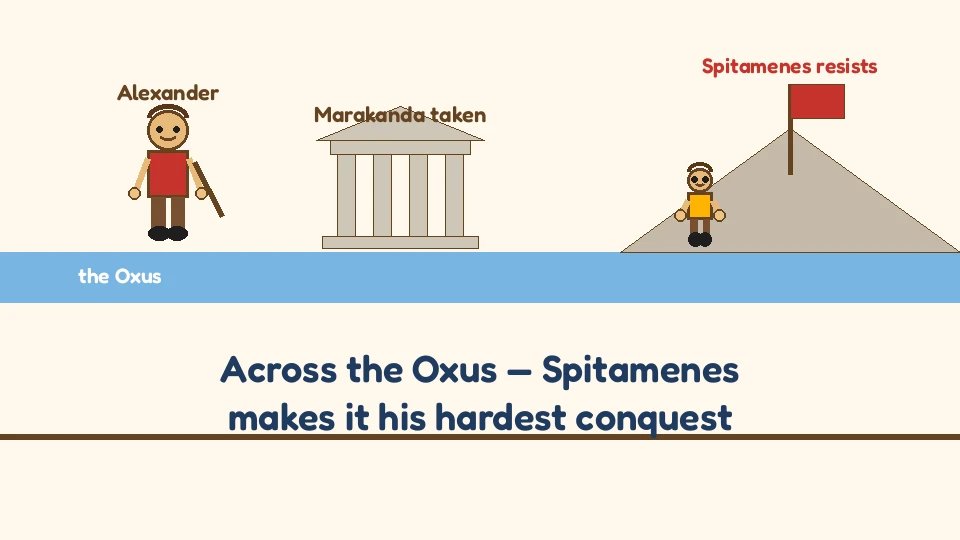 Spitamenes resists
Alexander
Marakanda taken
the Oxus
Across the Oxus — Spitamenes
makes it his hardest conquest